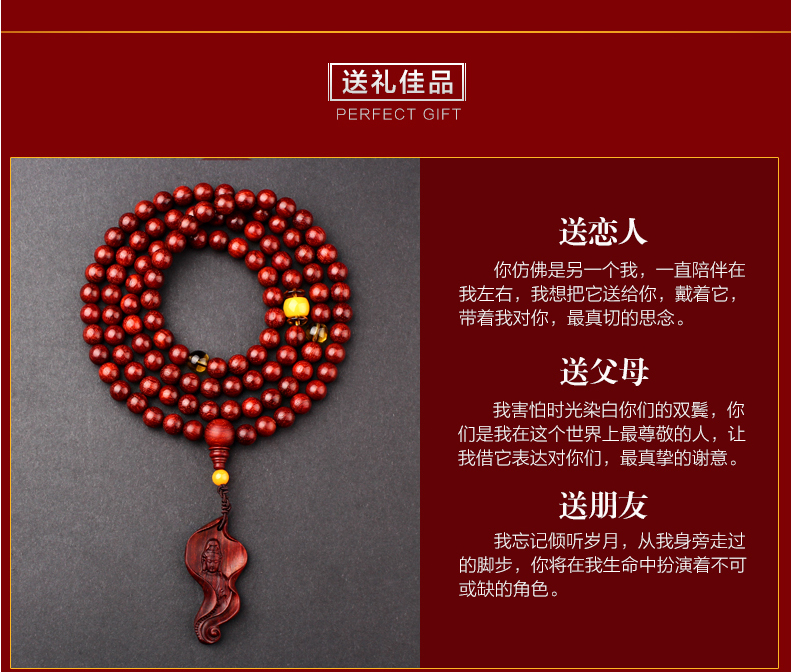 送礼佳品
PERFECT GIFT
送恋人
你仿佛是另一个我，一直陪伴在
我左右，我想把它送给你，戴着它，
带着我对你，最真切的思念。
送父母
我害怕时光染白你们的双鬓，你
们是我在这个世界上最尊敬的人，让
我借它表达对你们，最真挚的谢意。
送朋友
我忘记倾听岁月，从我身旁走过
的脚步，你将在我生命中扮演着不可
或缺的角色。